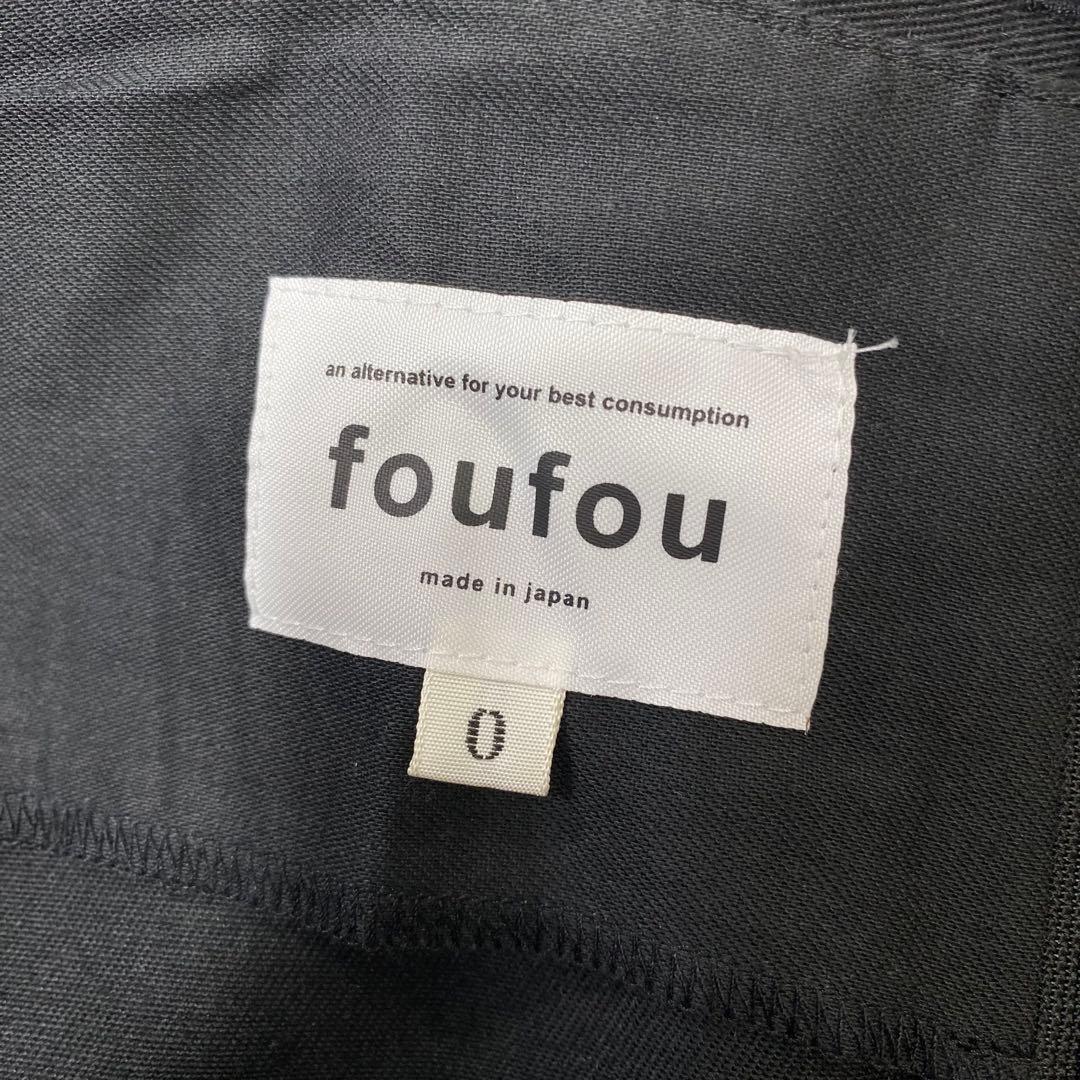 an alternative for your best consumption
foufou
made in japan
0